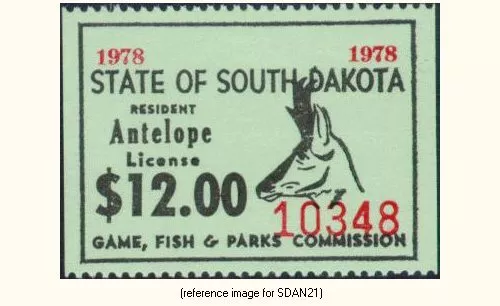 1978 1978
STATE OF SOUTH DAKOTA
RESIDENT
Antelope
License
$12.00
10348
GAME, FISH & PARKS COMMISSION
(reference image for SDAN21)